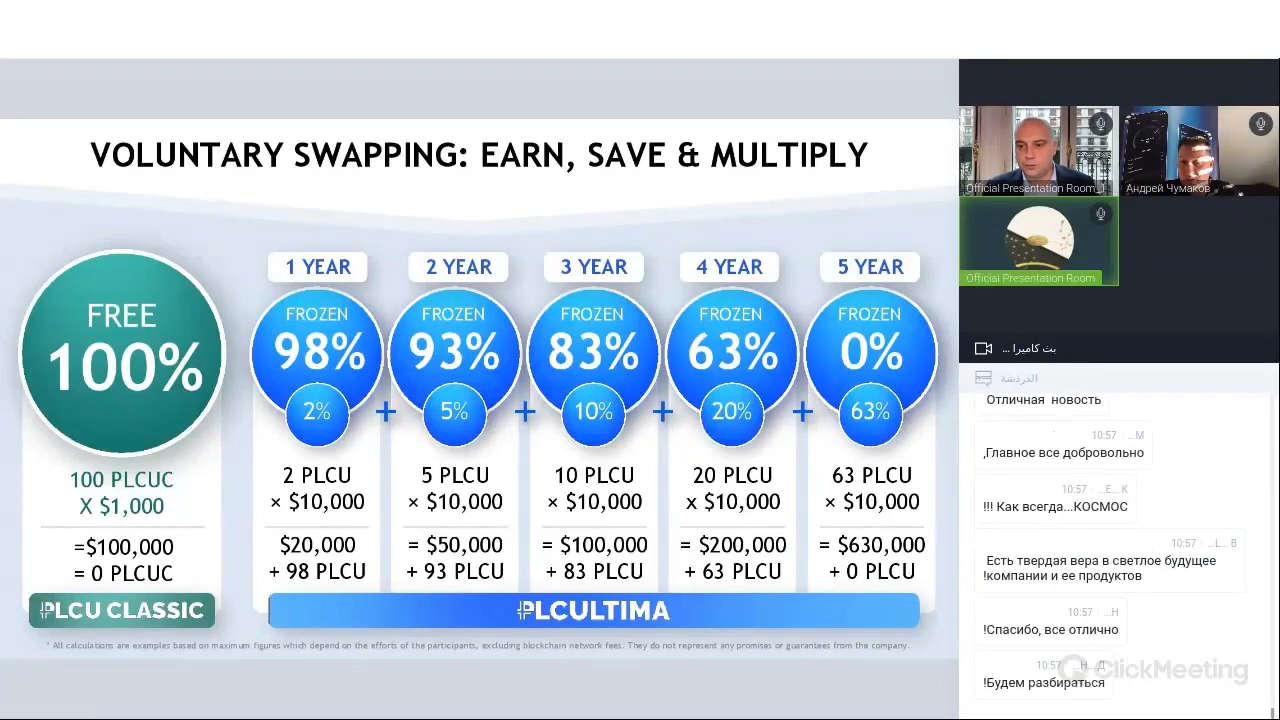 VOLUNTARY SWAPPING: EARN, SAVE & MULTIPLY
FREE
100%
100 PLCUC
X $1,000
=$100,000
= 0 PLCUC
PLCU CLASSIC
1 YEAR
FROZEN
98%
2%
2 PLCU
× $10,000
$20,000
+ 98 PLCU
+
2 YEAR
FROZEN
93%
5%
5 PLCU
× $10,000
= $50,000
+ 93 PLCU
+
3 YEAR
FROZEN
83%
10%
10 PLCU
× $10,000
= $100,000
+ 83 PLCU
+
4 YEAR
FROZEN
63%
20%
20 PLCU
x $10,000
= $200,000
+ 63 PLCU
+
5 YEAR
FROZEN
0%
63%
63 PLCU
× $10,000
= $630,000
+ 0 PLCU
PLCULTIMA
* All calculations are examples based on maximum figures which depend on the efforts of the participants, excluding blockchain network fees. They do not represent any promises or guarantees from the company.
Official Presentation Room_1
Андрей Чумаков
Official Presentation Room
بث كاميرا ...
الدردشة
Отличная новость
10:57 ...М
,Главное все добровольно
10:57 ...Е...К
!!! Как всегда...КОСМОС
10:57 ...L... В
Есть твердая вера в светлое будущее
!компании и ее продуктов
10:57 ...Н
!Спасибо, все отлично
10:57 ...Н...Д
!Будем разбираться
ClickMeeting